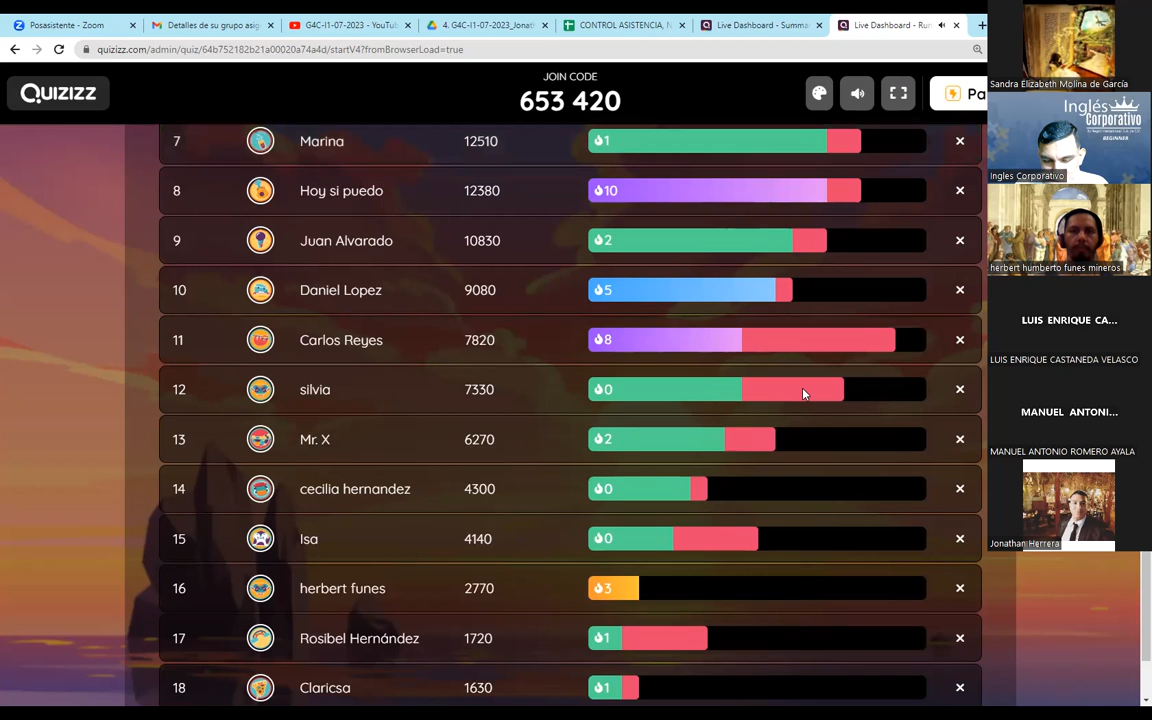 Posasistente - Zoom
Detalles de su grupo asig
G4C-I1-07-2023 - YouTub
4. G4C-I1-07-2023_Jonat
CONTROL ASISTENCIA, N
Live Dashboard - Summa
Live Dashboard - Run
quizizz.com/admin/quiz/64b752182b21a00020a74a4d/startV4?fromBrowserLoad=true
QUIZIZZ
JOIN CODE
653 420
Pa
7 Marina 12510 1
8 Hoy si puedo 12380 10
9 Juan Alvarado 10830 2
10 Daniel Lopez 9080 5
11 Carlos Reyes 7820 8
12 silvia 7330 0
13 Mr. X 6270 2
14 cecilia hernandez 4300 0
15 Isa 4140 0
16 herbert funes 2770 3
17 Rosibel Hernández 1720 1
18 Claricsa 1630 1
Sandra Elizabeth Molina de García
Inglés
Corporativo
BEGINNER
Ingles Corporativo
herbert humberto funes mineros
LUIS ENRIQUE CA...
LUIS ENRIQUE CASTANEDA VELASCO
MANUEL ANTONI...
MANUEL ANTONIO ROMERO AYALA
Jonathan Herrera